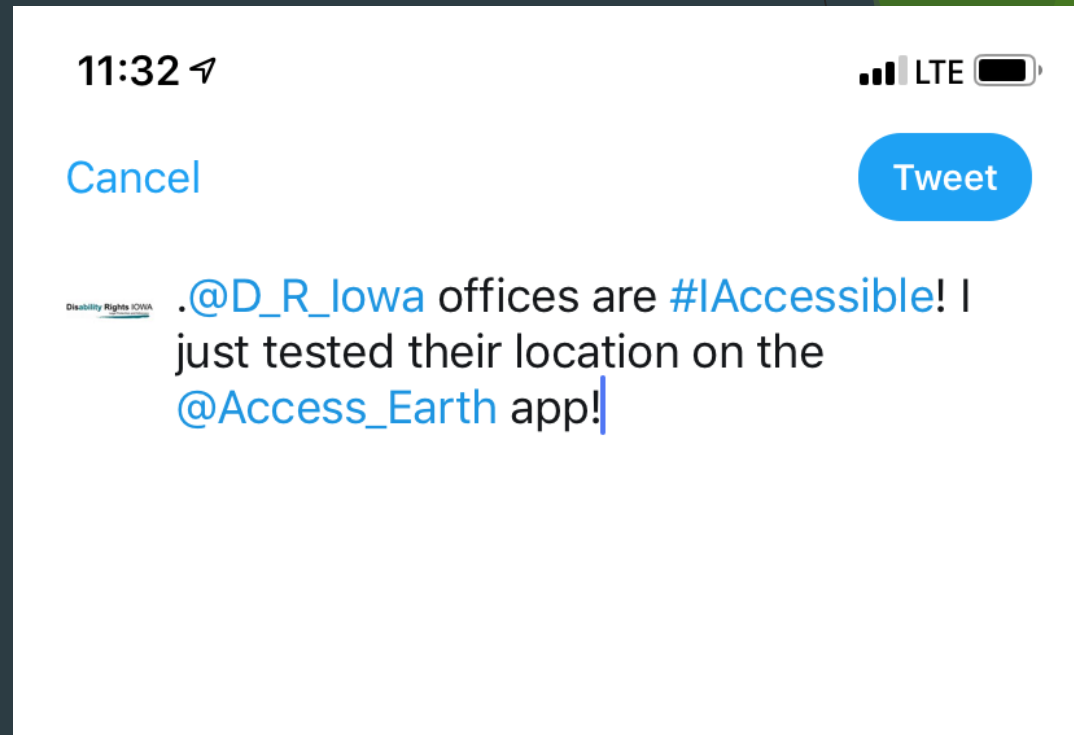 11:32
LTE
Cancel
Tweet
Disability Rights IOWA
.@D_R_Iowa offices are #IAccessible! I
just tested their location on the
@Access_Earth app!